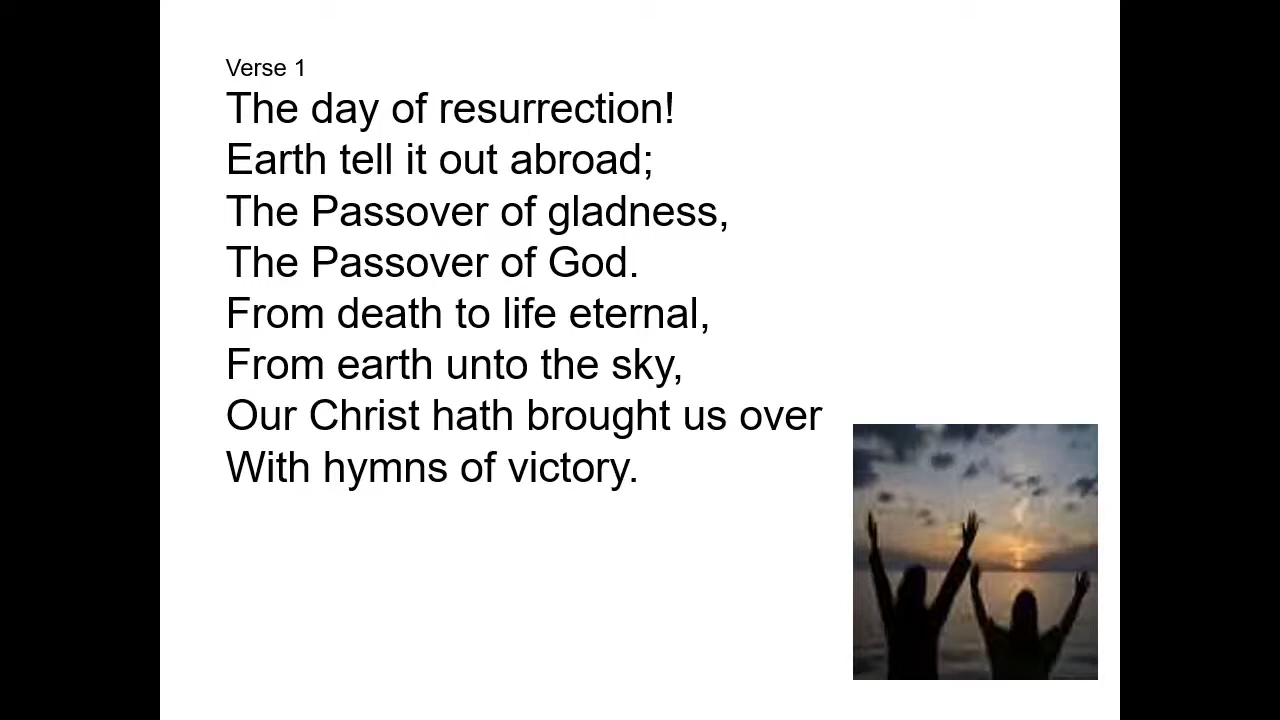 Verse 1
The day of resurrection!
Earth tell it out abroad;
The Passover of gladness,
The Passover of God.
From death to life eternal,
From earth unto the sky,
Our Christ hath brought us over
With hymns of victory.